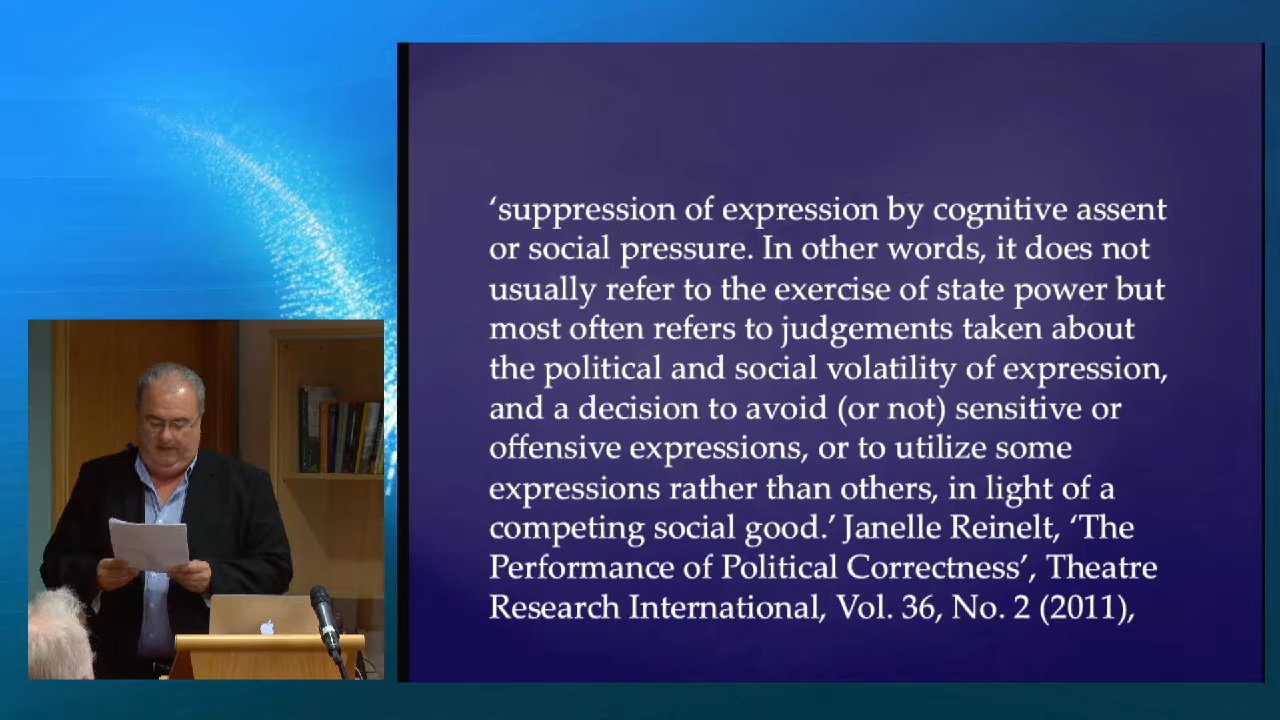 ‘suppression of expression by cognitive assent
or social pressure. In other words, it does not
usually refer to the exercise of state power but
most often refers to judgements taken about
the political and social volatility of expression,
and a decision to avoid (or not) sensitive or
offensive expressions, or to utilize some
expressions rather than others, in light of a
competing social good.’ Janelle Reinelt, ‘The
Performance of Political Correctness’, Theatre
Research International, Vol. 36, No. 2 (2011),